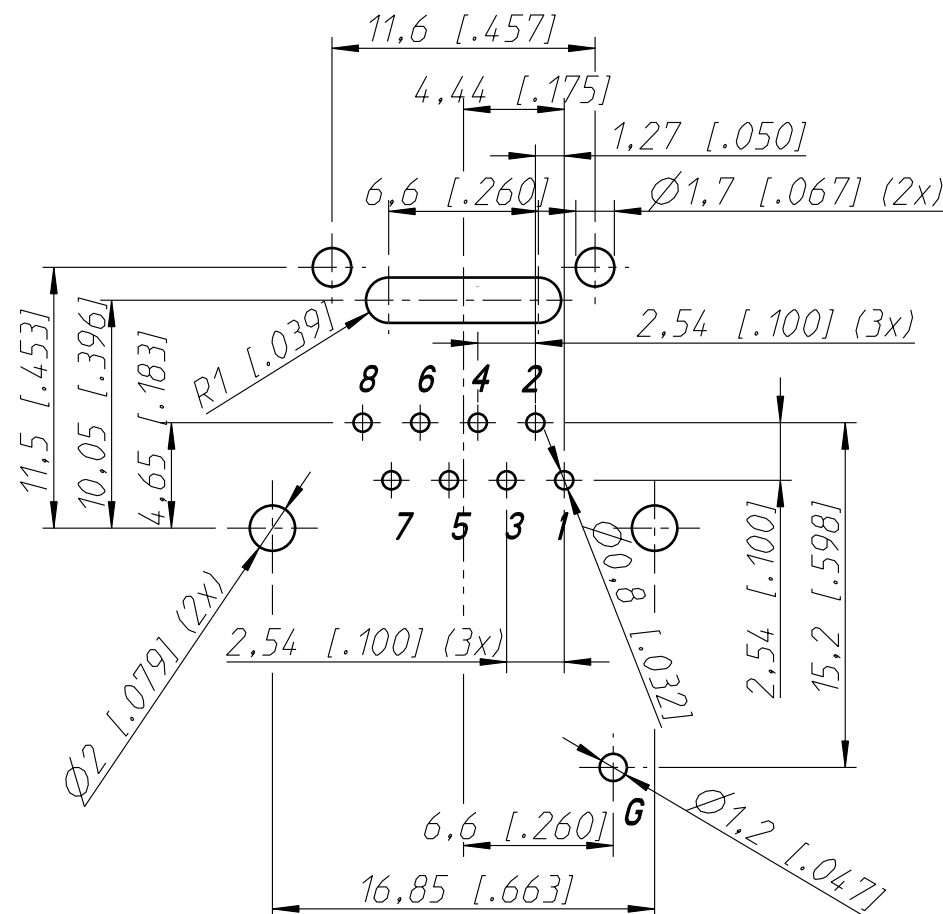 11,6 [.457]
4,44 [.175]
1,27 [.050]
6,6 [.260]
Ø1,7 [.067] (2x)
2,54 [.100] (3x)
R1 [.039]
11,5 [.453]
10,05 [.396]
4,65 [.183]
8 6 4 2
7 5 3 1
Ø0,8 [.032]
2,54 [.100]
15,2 [.598]
Ø2 [.079] (2x)
2,54 [.100] (3x)
G
Ø1,2 [.047]
6,6 [.260]
16,85 [.663]